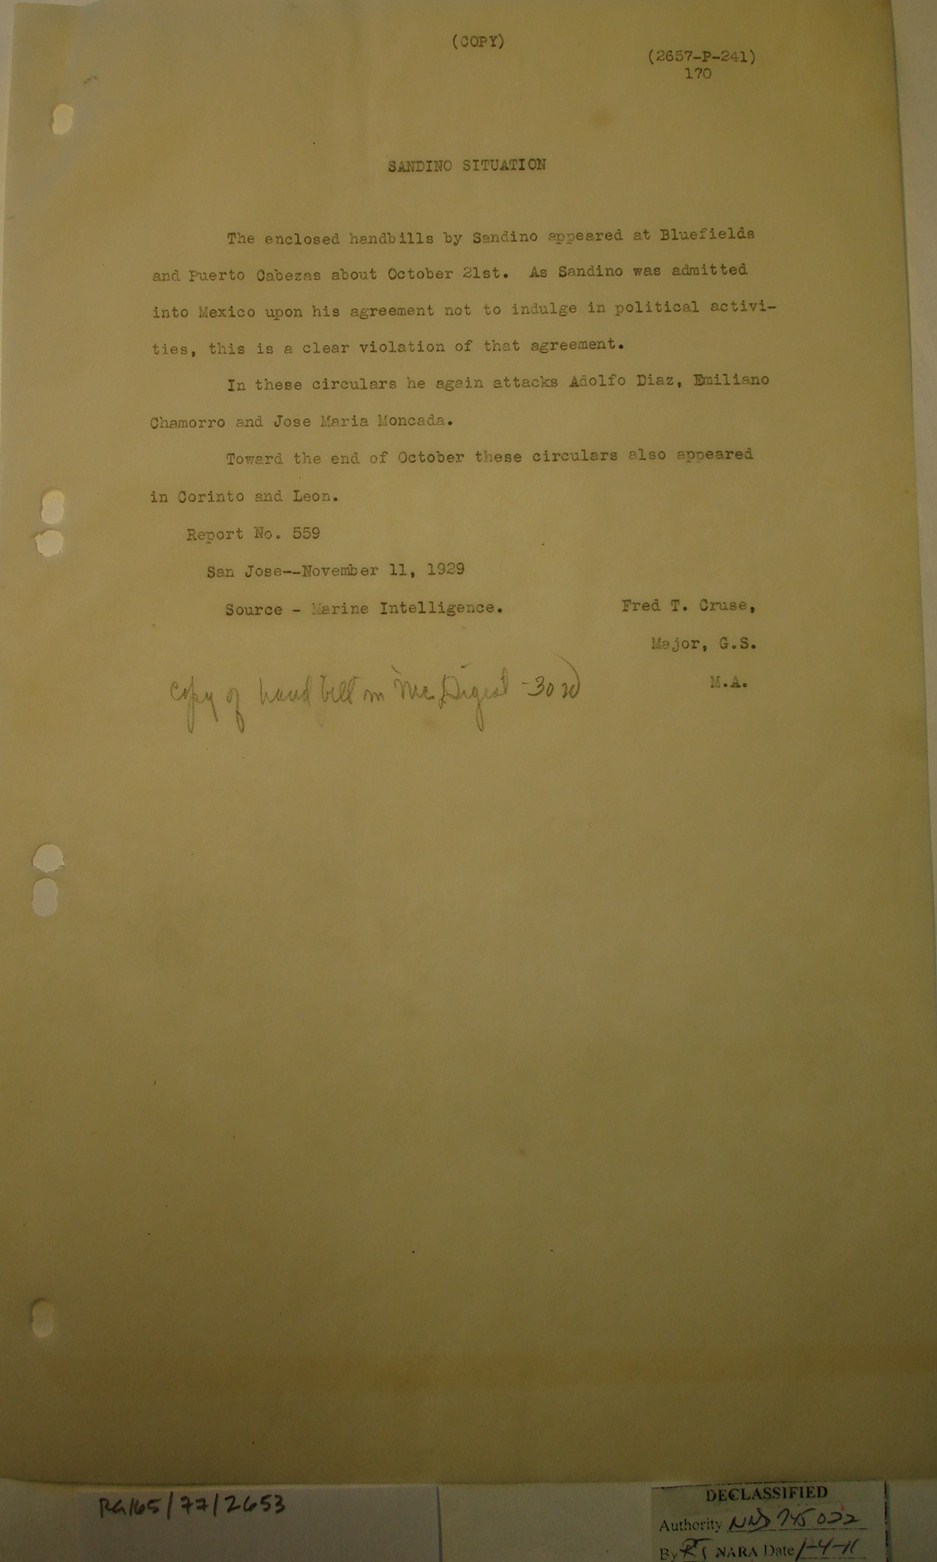 (COPY)
(2657-P-241)
170
SANDINO SITUATION
The enclosed handbills by Sandino appeared at Bluefields
and Puerto Cabezas about October 21st. As Sandino was admitted
into Mexico upon his agreement not to indulge in political activi-
ties, this is a clear violation of that agreement.
In these circulars he again attacks Adolfo Diaz, Emiliano
Chamorro and Jose Maria Moncada.
Toward the end of October these circulars also appeared
in Corinto and Leon.
Report No. 559
San Jose--November 11, 1929
Source - Marine Intelligence.
Fred T. Cruse,
Major, G.S.
M.A.
Copy of hand bill in Digest
RG165/77/2653
DECLASSIFIED
Authority NND 745022
By RT NARA Date 1-4-11